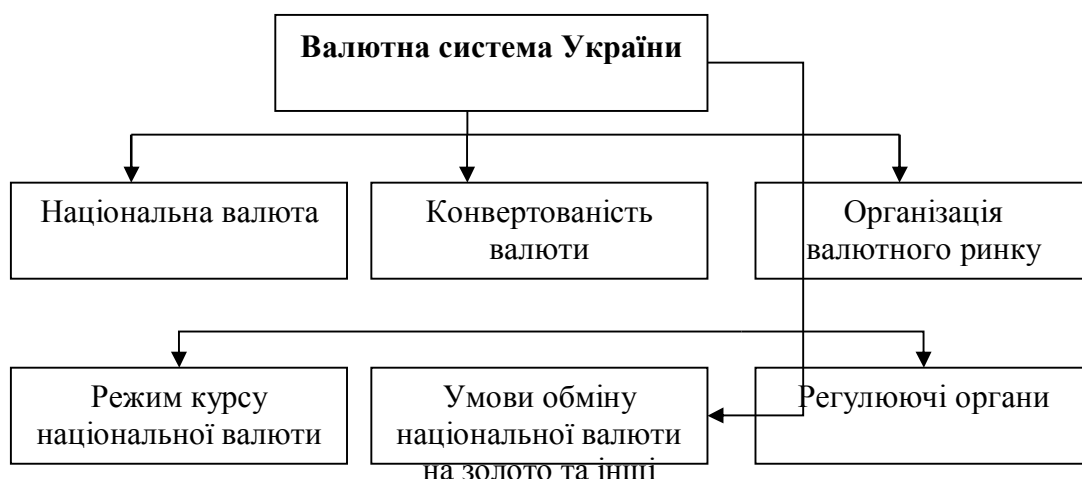 Валютна система України
Національна валюта
Конвертованість
валюти
Організація
валютного ринку
Режим курсу
національної валюти
Умови обміну
національної валюти
на золото та інші
Регулюючі органи